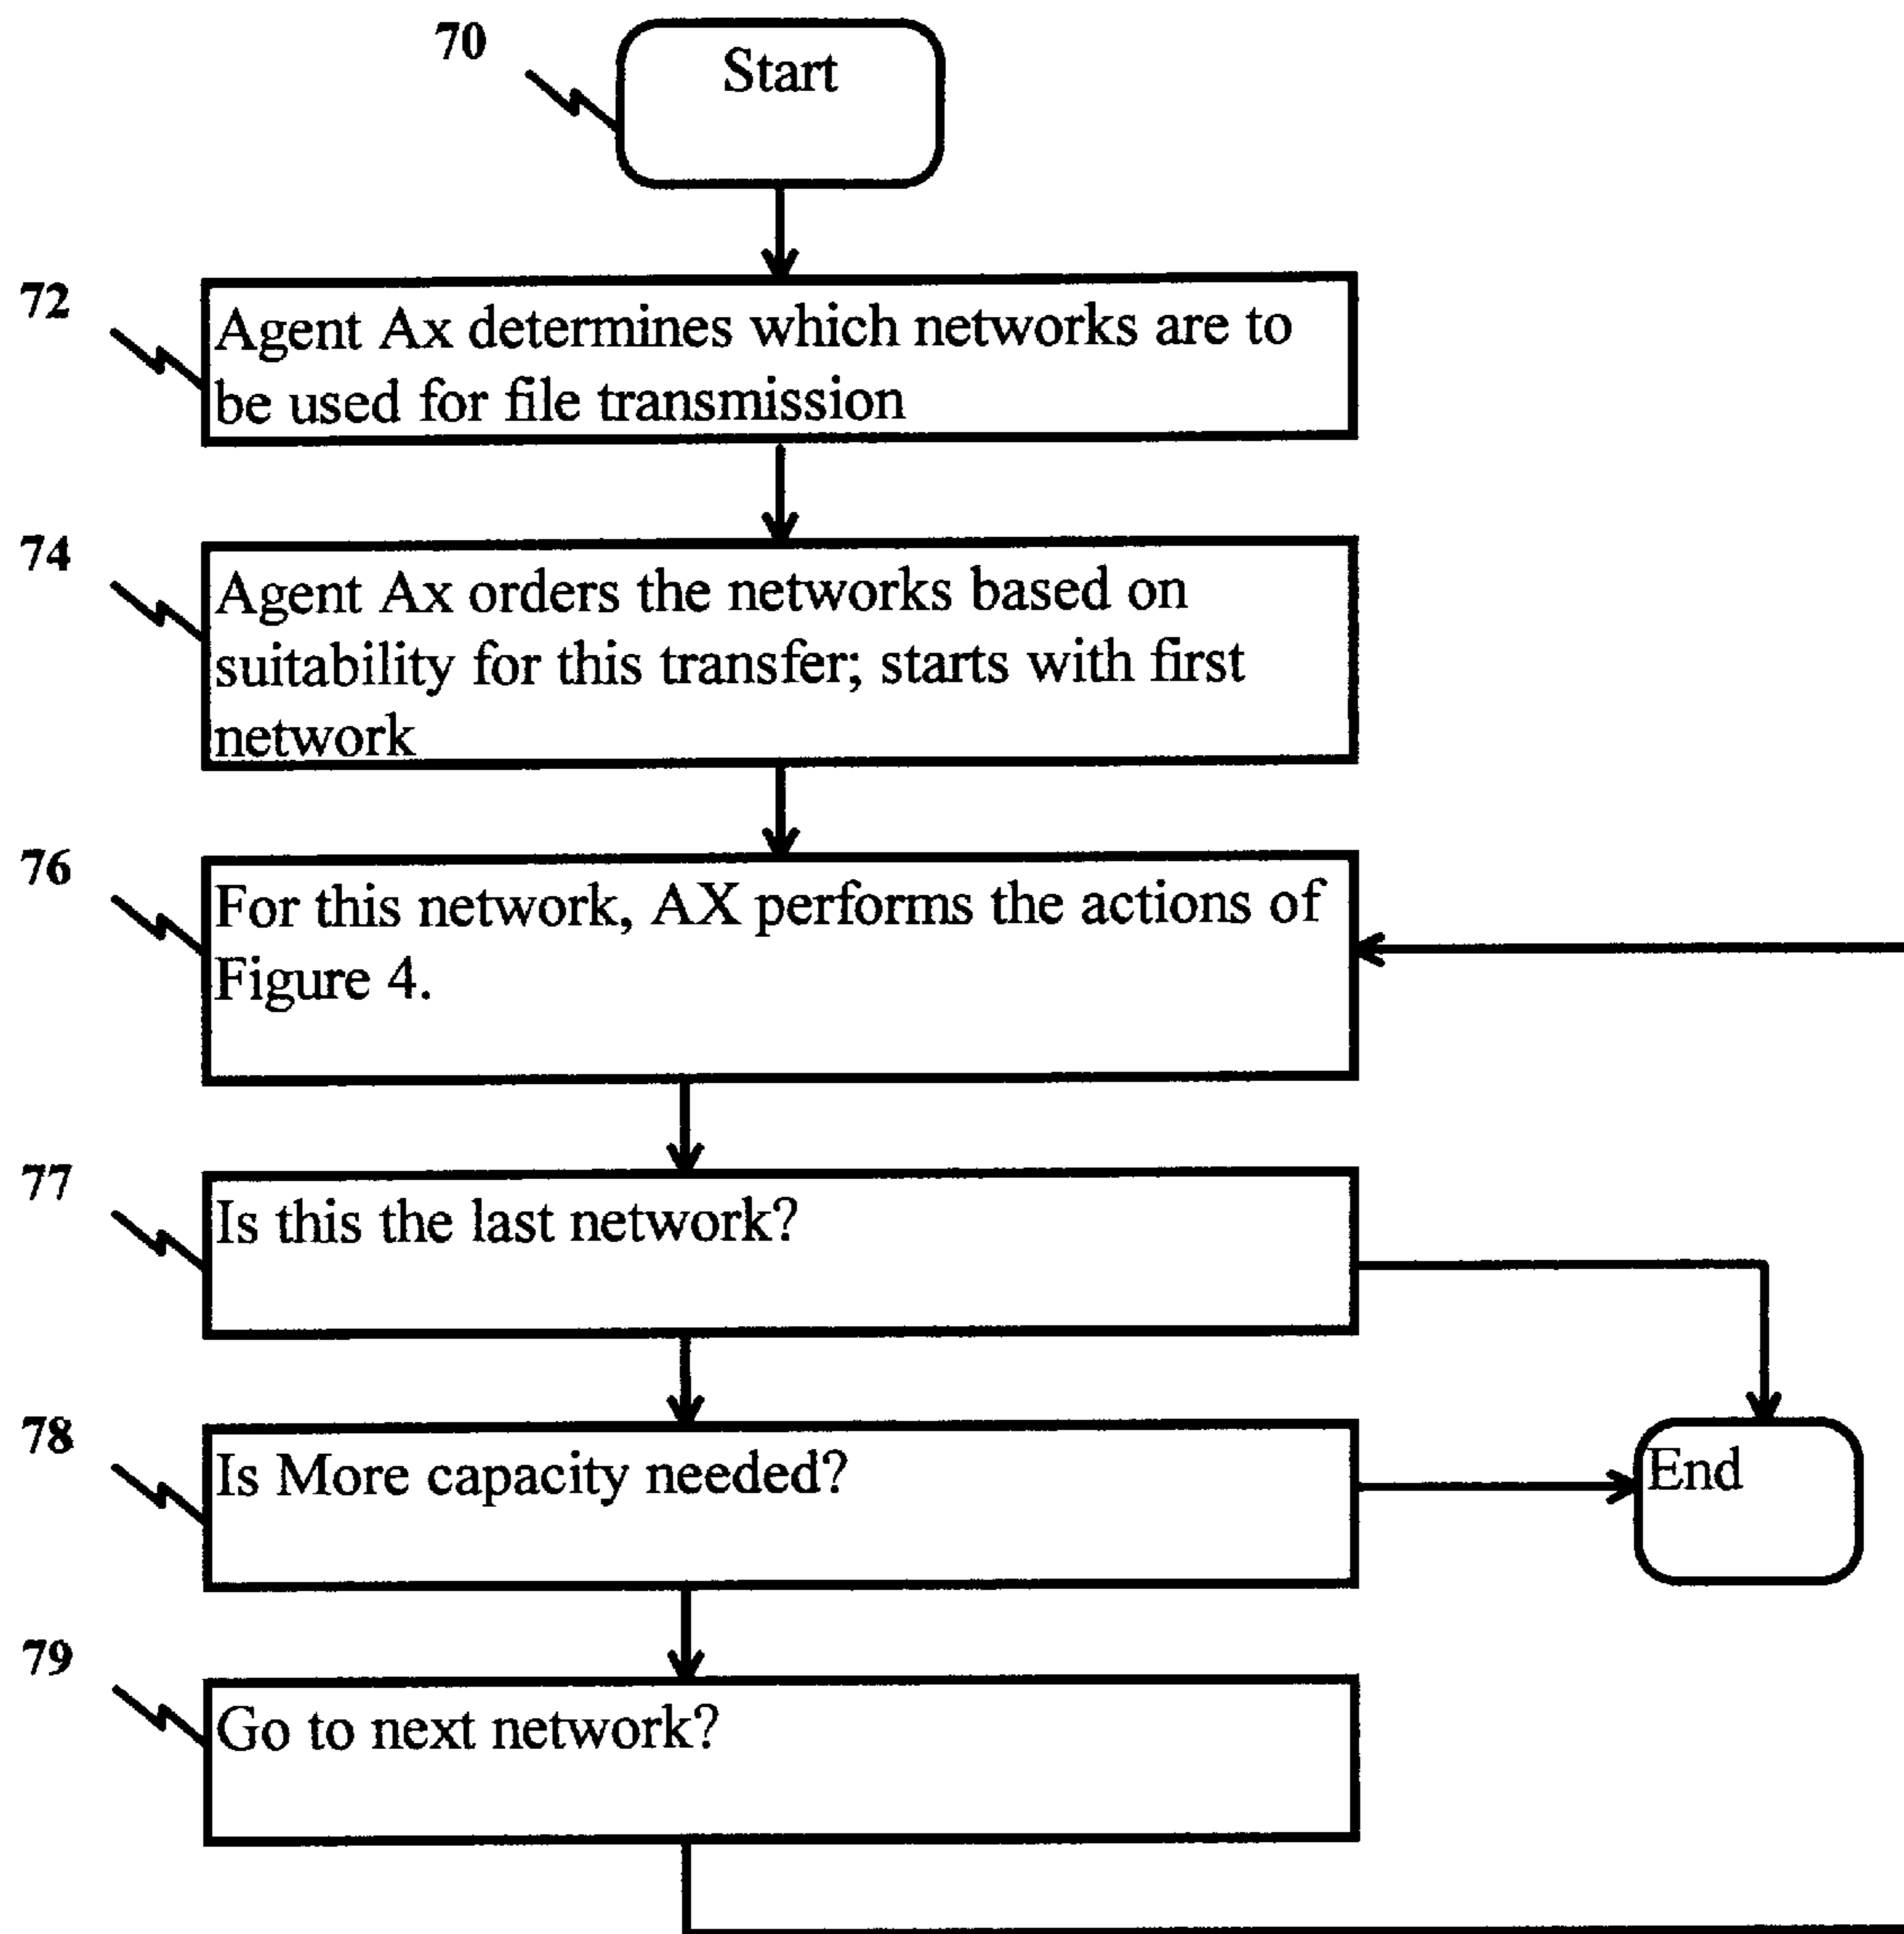 70
Start
72
Agent Ax determines which networks are to
be used for file transmission
74
Agent Ax orders the networks based on
suitability for this transfer; starts with first
network
76
For this network, AX performs the actions of
Figure 4.
77
Is this the last network?
78
Is More capacity needed?
End
79
Go to next network?